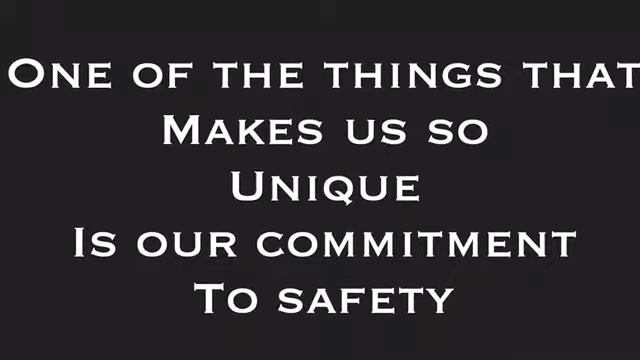 One of the things that
Makes us so
Unique
Is our commitment
To safety